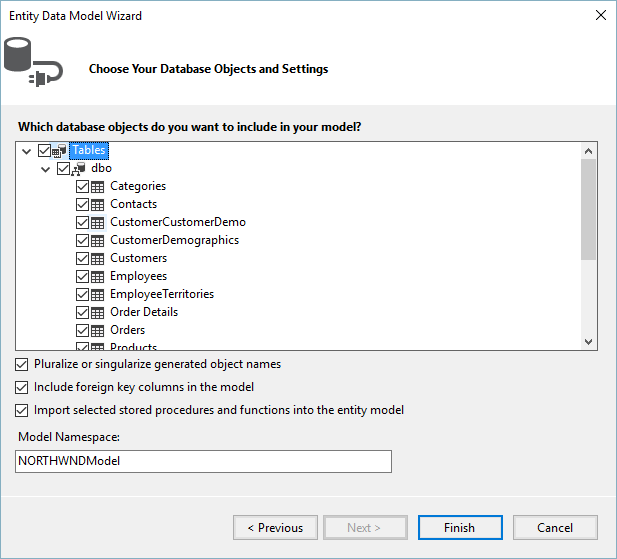 Entity Data Model Wizard
Choose Your Database Objects and Settings
Which database objects do you want to include in your model?
Tables
dbo
Categories
Contacts
CustomerCustomerDemo
CustomerDemographics
Customers
Employees
EmployeeTerritories
Order Details
Orders
Products
Pluralize or singularize generated object names
Include foreign key columns in the model
Import selected stored procedures and functions into the entity model
Model Namespace:
NORTHWNDModel
< Previous
Next >
Finish
Cancel